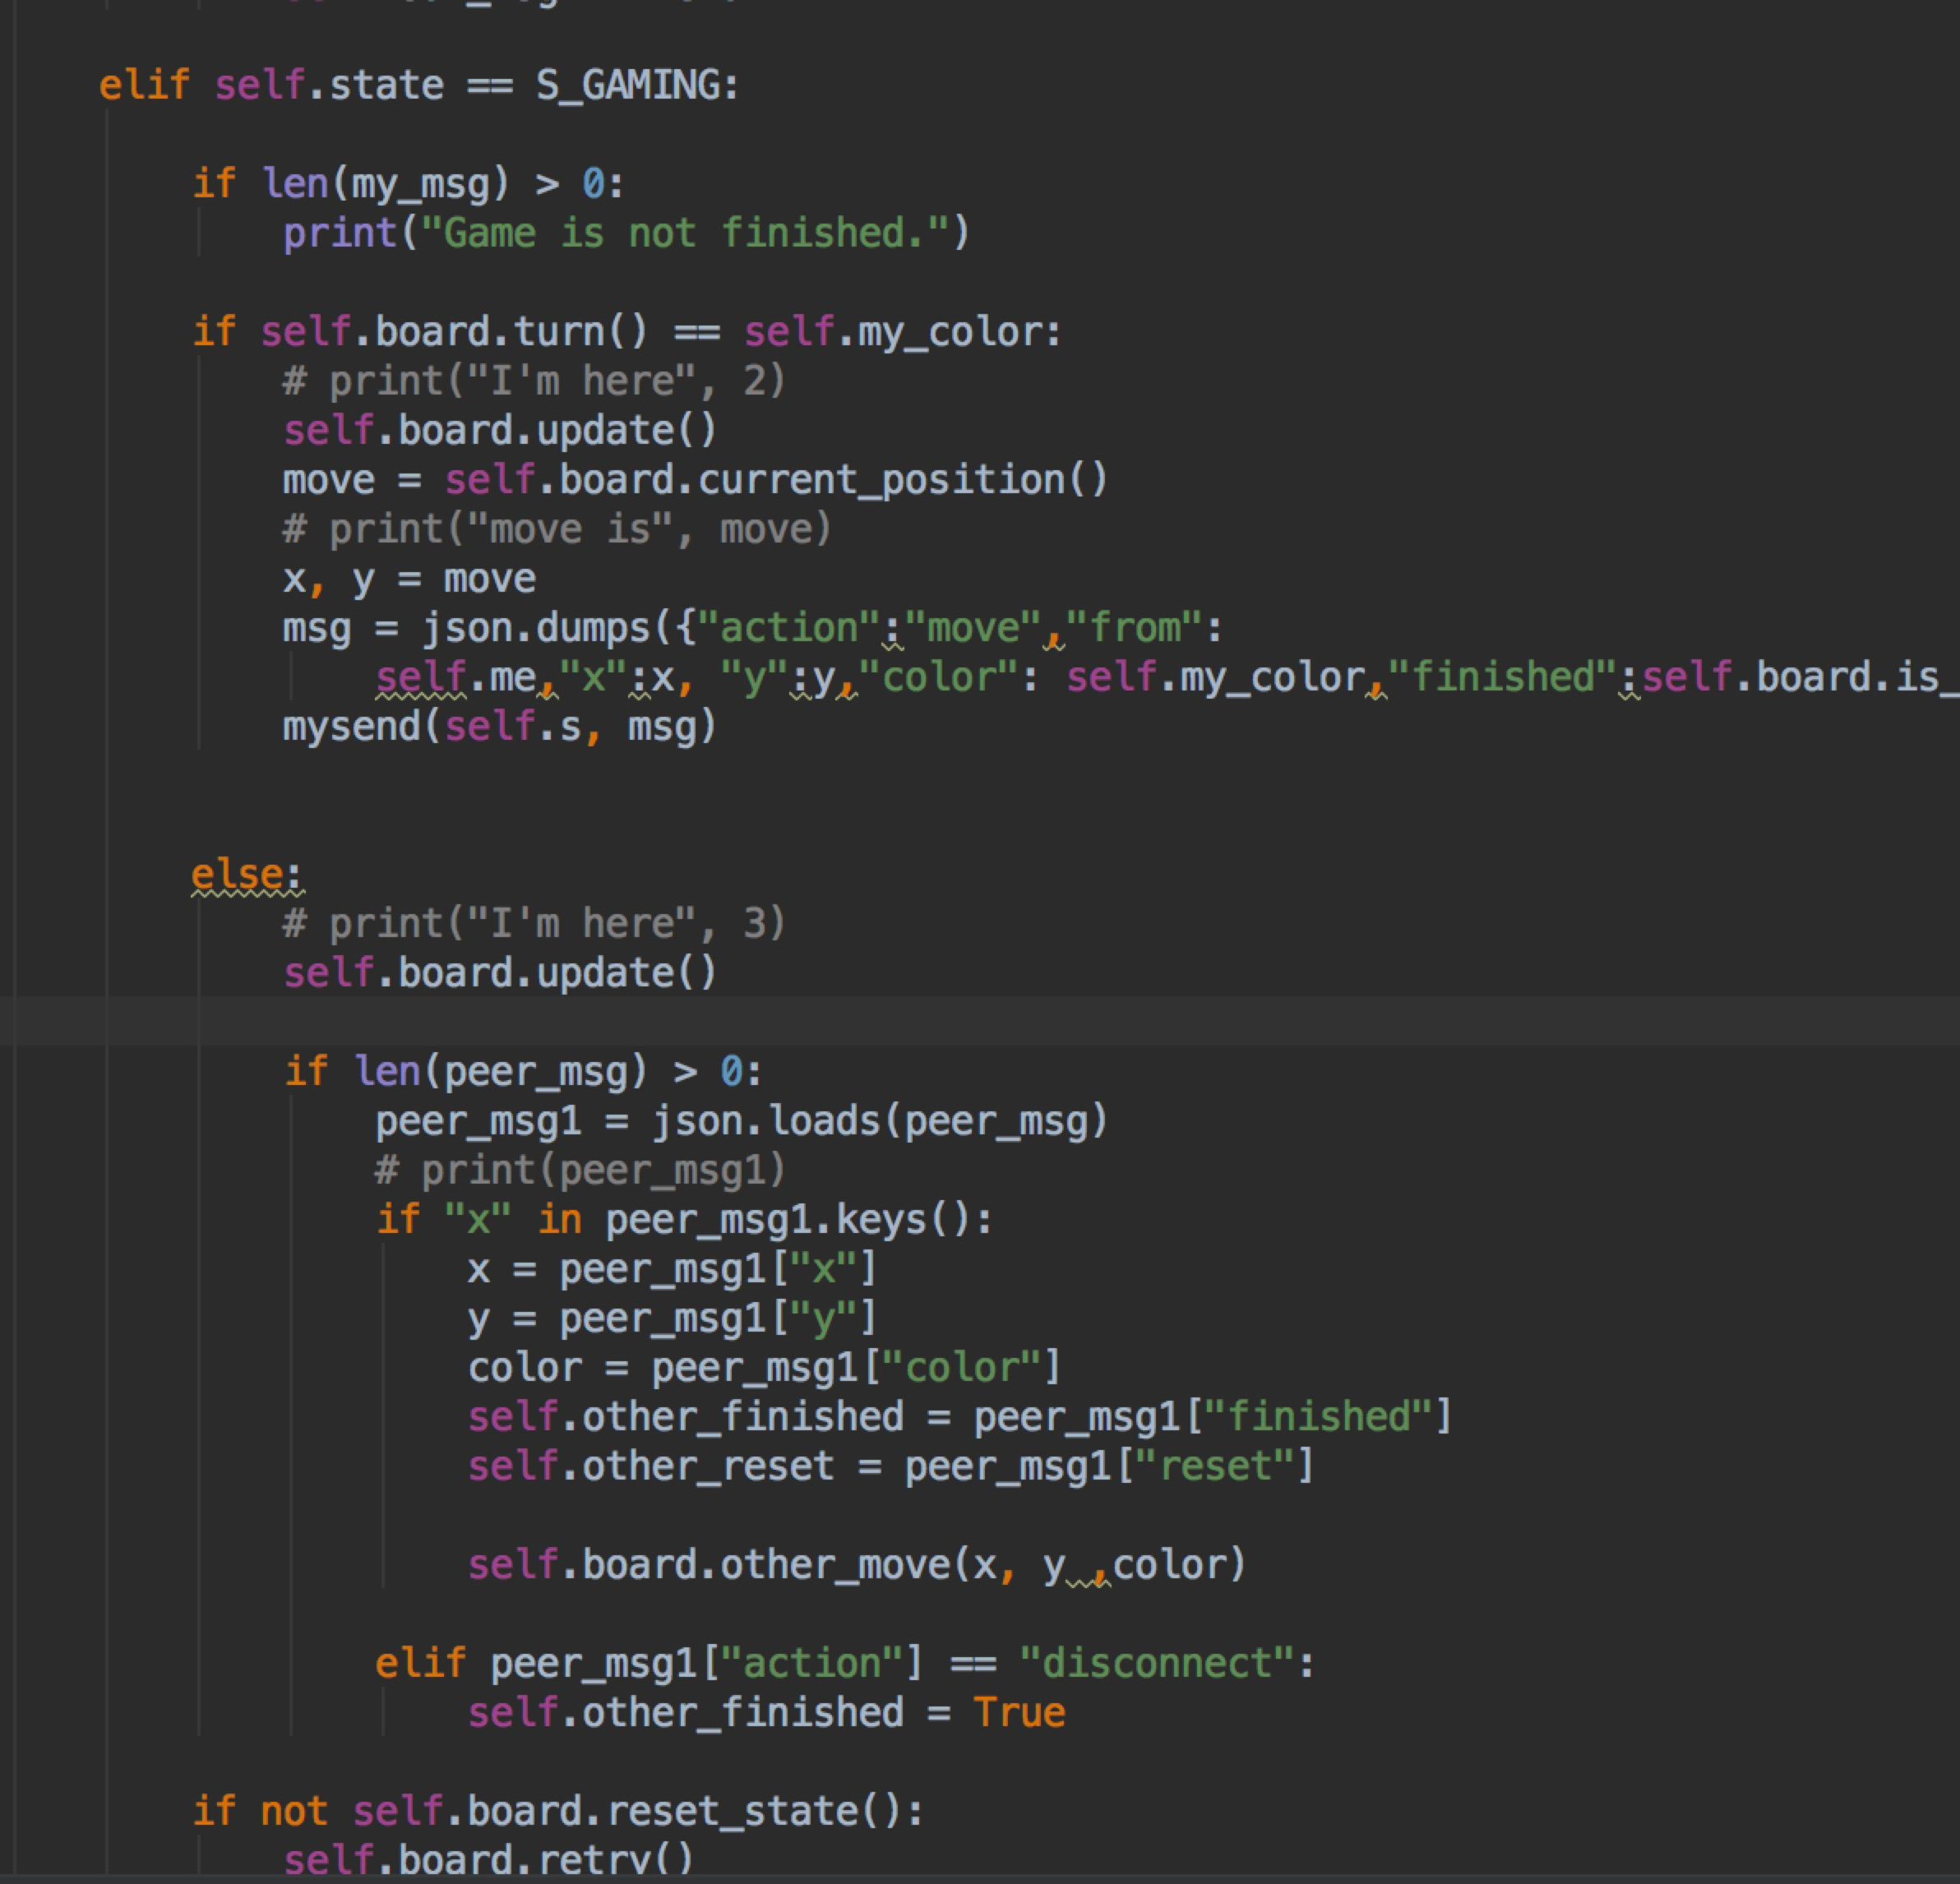 elif self.state == S_GAMING:
if len(my_msg) > 0:
print("Game is not finished.")
if self.board.turn() == self.my_color:
# print("I'm here", 2)
self.board.update()
move = self.board.current_position()
# print("move is", move)
x, y = move
msg = json.dumps({"action":"move","from":
self.me,"x":x, "y":y,"color": self.my_color,"finished":self.board.is_
mysend(self.s, msg)
else:
# print("I'm here", 3)
self.board.update()
if len(peer_msg) > 0:
peer_msg1 = json.loads(peer_msg)
# print(peer_msg1)
if "x" in peer_msg1.keys():
x = peer_msg1["x"]
y = peer_msg1["y"]
color = peer_msg1["color"]
self.other_finished = peer_msg1["finished"]
self.other_reset = peer_msg1["reset"]
self.board.other_move(x, y ,color)
elif peer_msg1["action"] == "disconnect":
self.other_finished = True
if not self.board.reset_state():
self.board.retry()